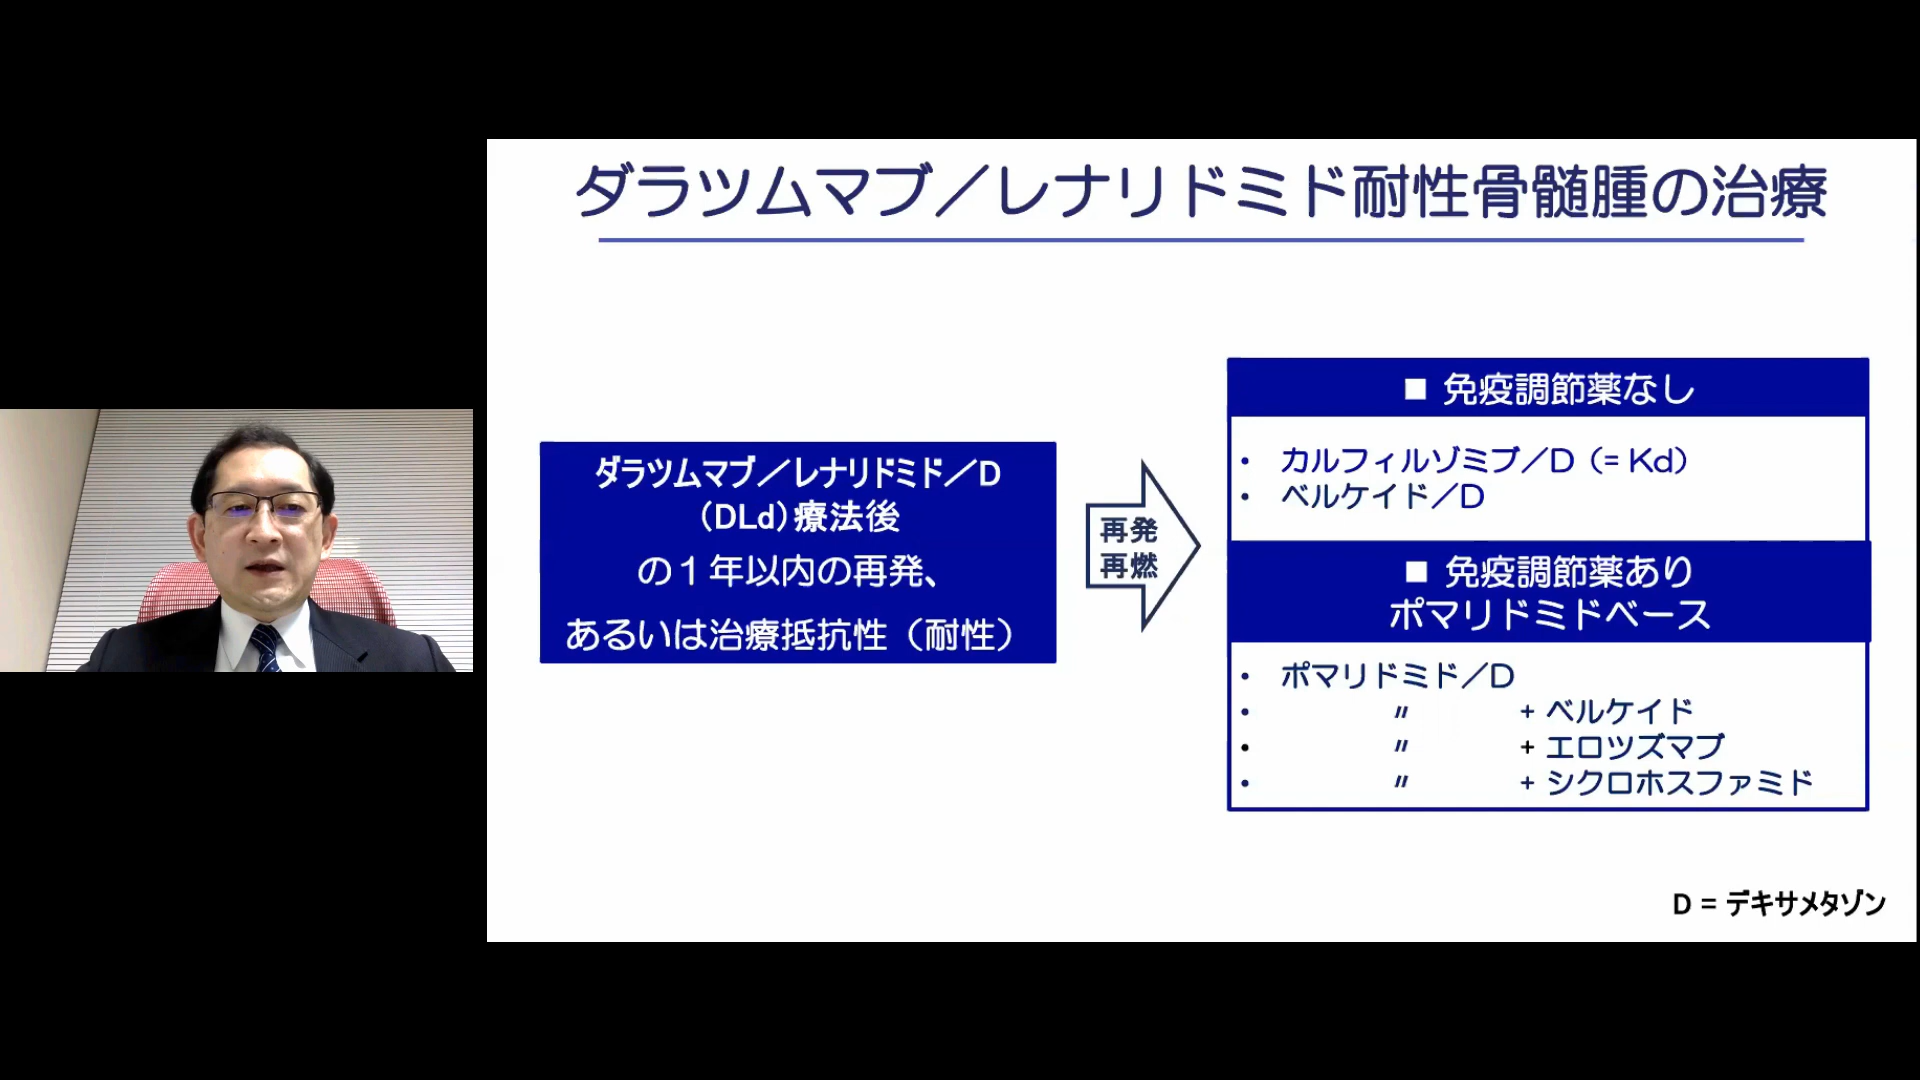 ダラツムマブ／レナリドミド耐性骨髄腫の治療
ダラツムマブ／レナリドミド／D
（DLd）療法後
の１年以内の再発、
あるいは治療抵抗性（耐性）
再発
再燃
■ 免疫調節薬なし
• カルフィルゾミブ／D（= Kd）
• ベルケイド／D
■ 免疫調節薬あり
ポマリドミドベース
• ポマリドミド／D
• 〃 + ベルケイド
• 〃 + エロツズマブ
• 〃 + シクロホスファミド
D = デキサメタゾン